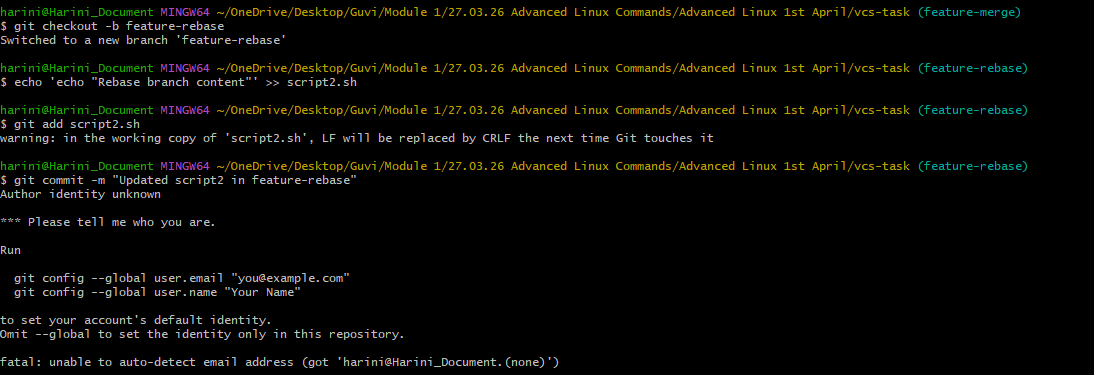 harini@Harini_Document MINGW64 ~/OneDrive/Desktop/Guvi/Module 1/27.03.26 Advanced Linux Commands/Advanced Linux 1st April/vcs-task (feature-merge)
$ git checkout -b feature-rebase
Switched to a new branch 'feature-rebase'
harini@Harini_Document MINGW64 ~/OneDrive/Desktop/Guvi/Module 1/27.03.26 Advanced Linux Commands/Advanced Linux 1st April/vcs-task (feature-rebase)
$ echo 'echo "Rebase branch content"' >> script2.sh
harini@Harini_Document MINGW64 ~/OneDrive/Desktop/Guvi/Module 1/27.03.26 Advanced Linux Commands/Advanced Linux 1st April/vcs-task (feature-rebase)
$ git add script2.sh
warning: in the working copy of 'script2.sh', LF will be replaced by CRLF the next time Git touches it
harini@Harini_Document MINGW64 ~/OneDrive/Desktop/Guvi/Module 1/27.03.26 Advanced Linux Commands/Advanced Linux 1st April/vcs-task (feature-rebase)
$ git commit -m "Updated script2 in feature-rebase"
Author identity unknown
*** Please tell me who you are.
Run
git config --global user.email "you@example.com"
git config --global user.name "Your Name"
to set your account's default identity.
Omit --global to set the identity only in this repository.
fatal: unable to auto-detect email address (got 'harini@Harini_Document.(none)')